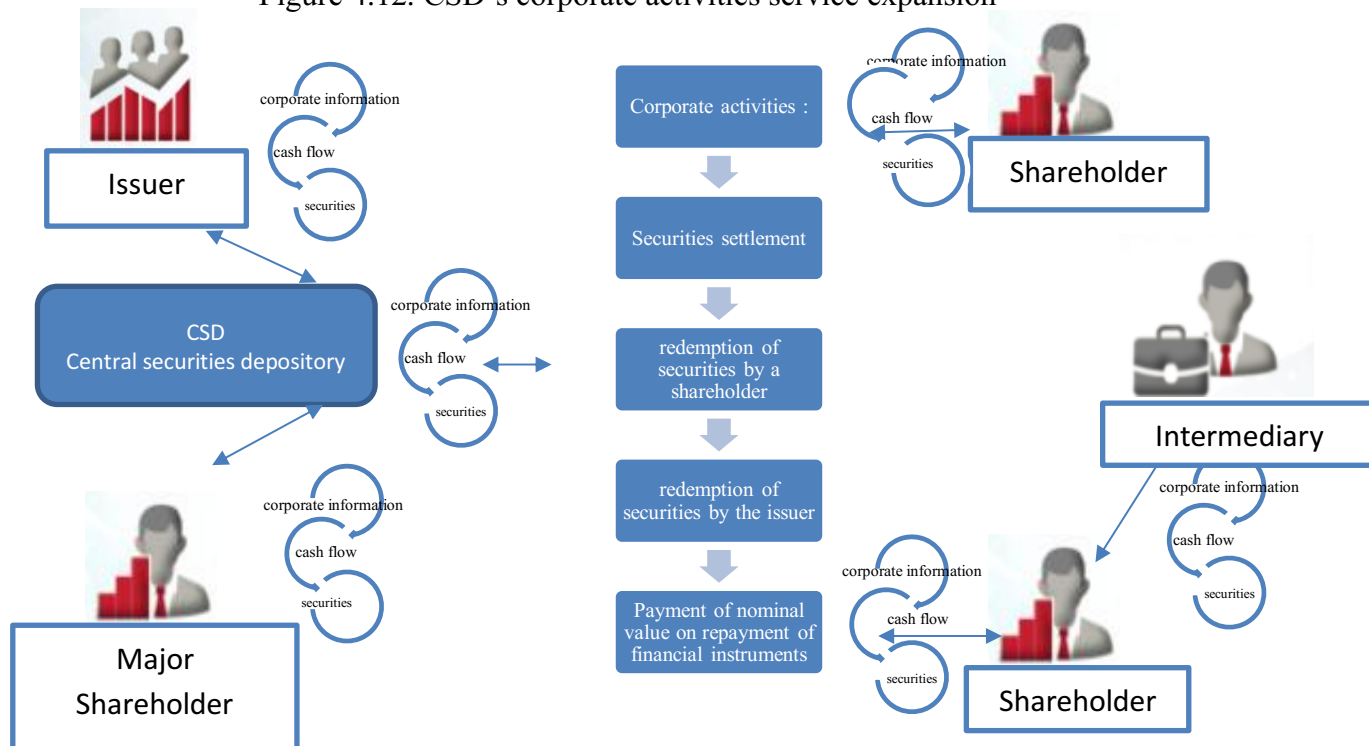 Figure 4.12. CSD's corporate activities service expansion
corporate information
cash flow
securities
Issuer
CSD
Central securities depository
corporate information
cash flow
securities
corporate information
cash flow
securities
Major
Shareholder
Corporate activities :
Securities settlement
redemption of
securities by a
shareholder
redemption of
securities by the issuer
Payment of nominal
value on repayment of
financial instruments
corporate information
cash flow
securities
Shareholder
Intermediary
corporate information
cash flow
securities
corporate information
cash flow
securities
Shareholder